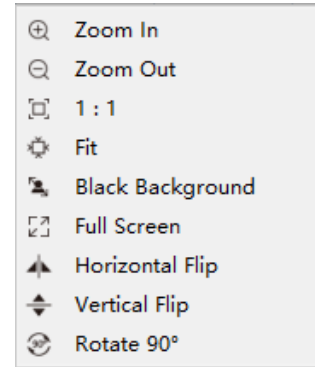 Zoom In
Zoom Out
1 : 1
Fit
Black Background
Full Screen
Horizontal Flip
Vertical Flip
Rotate 90°